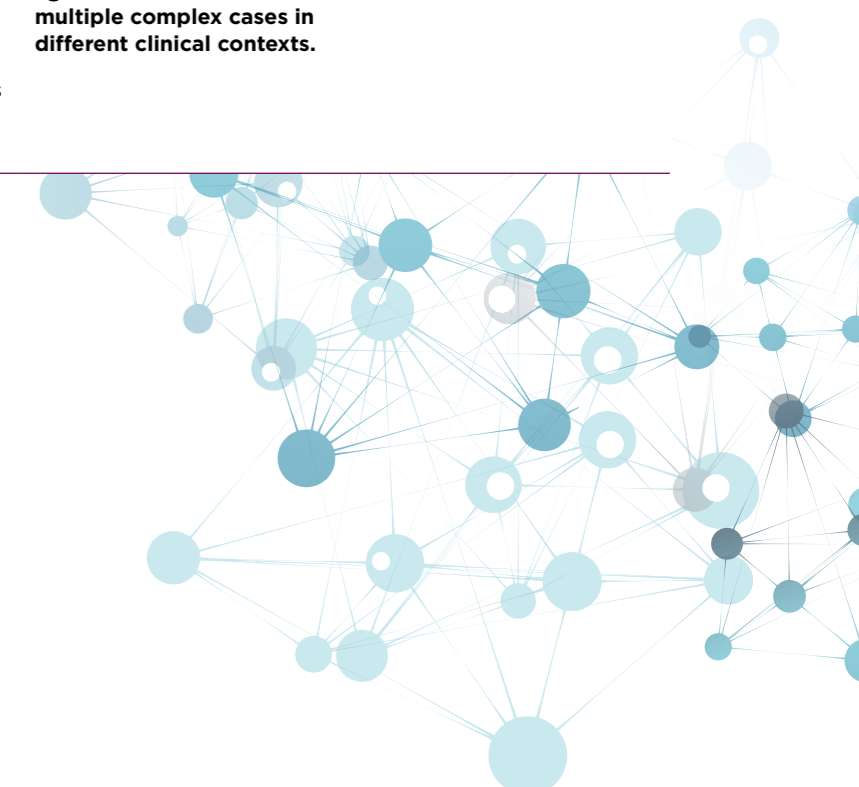 multiple complex cases in
different clinical contexts.